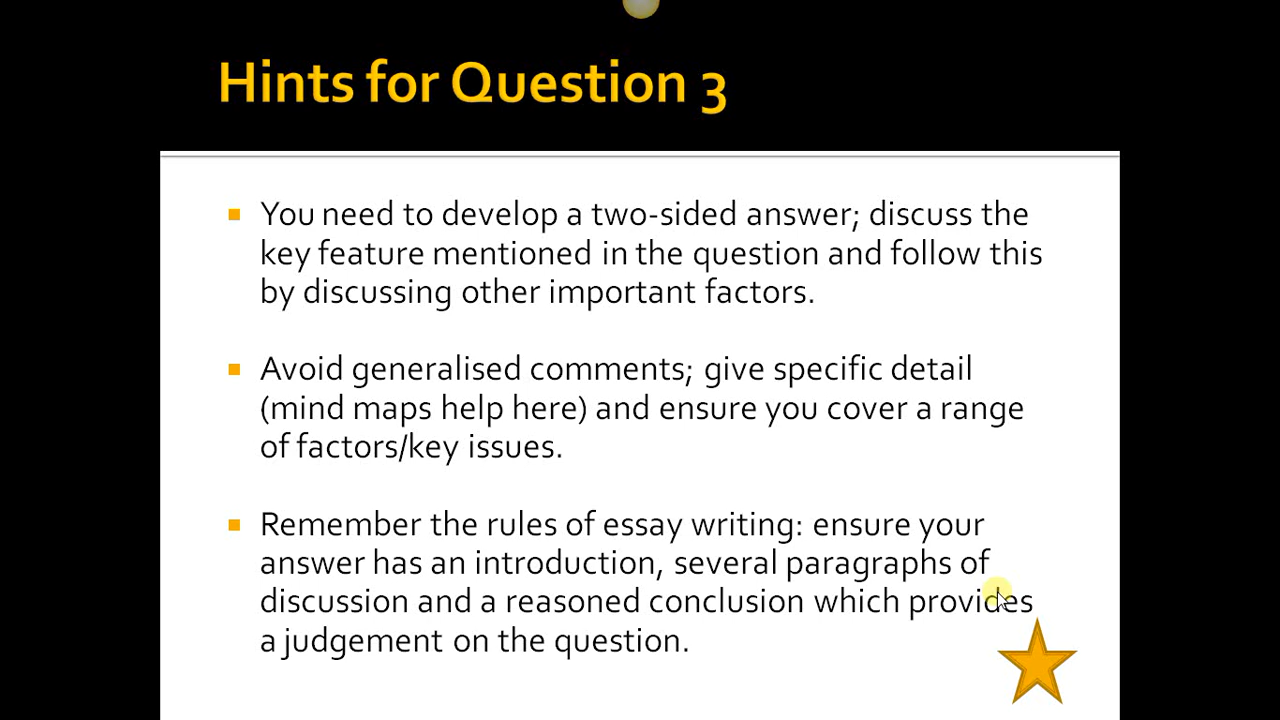 Hints for Question 3
You need to develop a two-sided answer; discuss the
key feature mentioned in the question and follow this
by discussing other important factors.
Avoid generalised comments; give specific detail
(mind maps help here) and ensure you cover a range
of factors/key issues.
Remember the rules of essay writing: ensure your
answer has an introduction, several paragraphs of
discussion and a reasoned conclusion which provides
a judgement on the question.